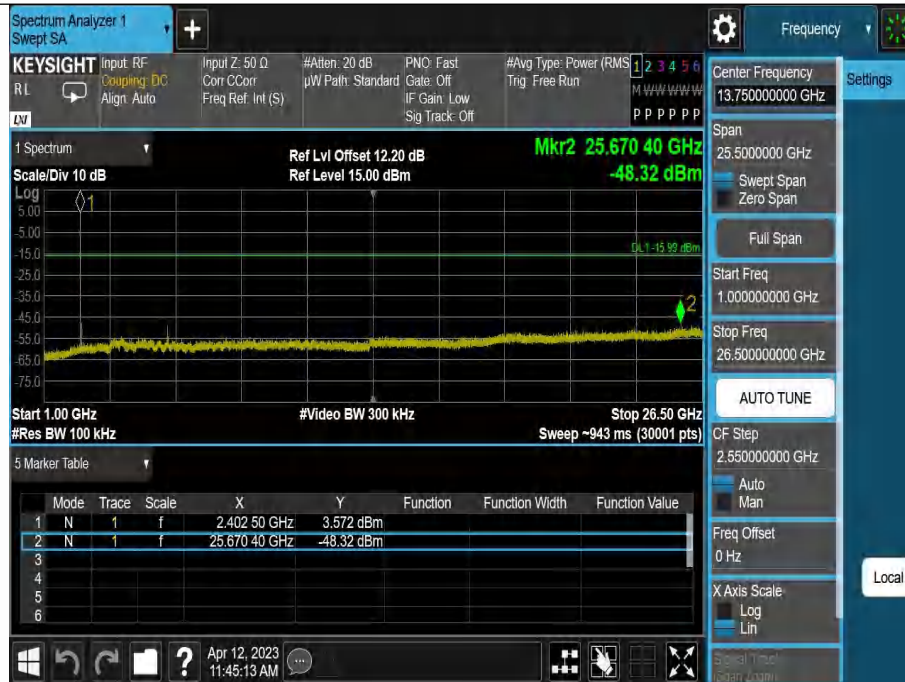 Spectrum Analyzer 1
Swept SA
+
Frequency
KEYSIGHT
RL
LXI
Input: RF
Coupling: DC
Align: Auto
Input Z: 50 Ω
Corr CCorr
Freq Ref: Int (S)
#Atten: 20 dB
µW Path: Standard
PNO: Fast
Gate: Off
IF Gain: Low
Sig Track: Off
#Avg Type: Power (RMS
Trig: Free Run
1 2 3 4 5 6
M W W W W W
P P P P P P
1 Spectrum
Scale/Div 10 dB
Ref Lvl Offset 12.20 dB
Ref Level 15.00 dBm
Mkr2 25.670 40 GHz
-48.32 dBm
Log
5.00
-5.00
-15.0
-25.0
-35.0
-45.0
-55.0
-65.0
-75.0
1
DL1 -15.99 dBm
2
Start 1.00 GHz
#Res BW 100 kHz
#Video BW 300 kHz
Stop 26.50 GHz
Sweep ~943 ms (30001 pts)
5 Marker Table
Mode Trace Scale X Y Function Function Width Function Value
1 N 1 f 2.402 50 GHz 3.572 dBm
2 N 1 f 25.670 40 GHz -48.32 dBm
3
4
5
6
?
Apr 12, 2023
11:45:13 AM
Center Frequency
13.750000000 GHz
Settings
Span
25.5000000 GHz
Swept Span
Zero Span
Full Span
Start Freq
1.000000000 GHz
Stop Freq
26.500000000 GHz
AUTO TUNE
CF Step
2.550000000 GHz
Auto
Man
Freq Offset
0 Hz
Local
X Axis Scale
Log
Lin
Signal Track
(Span Zoom)